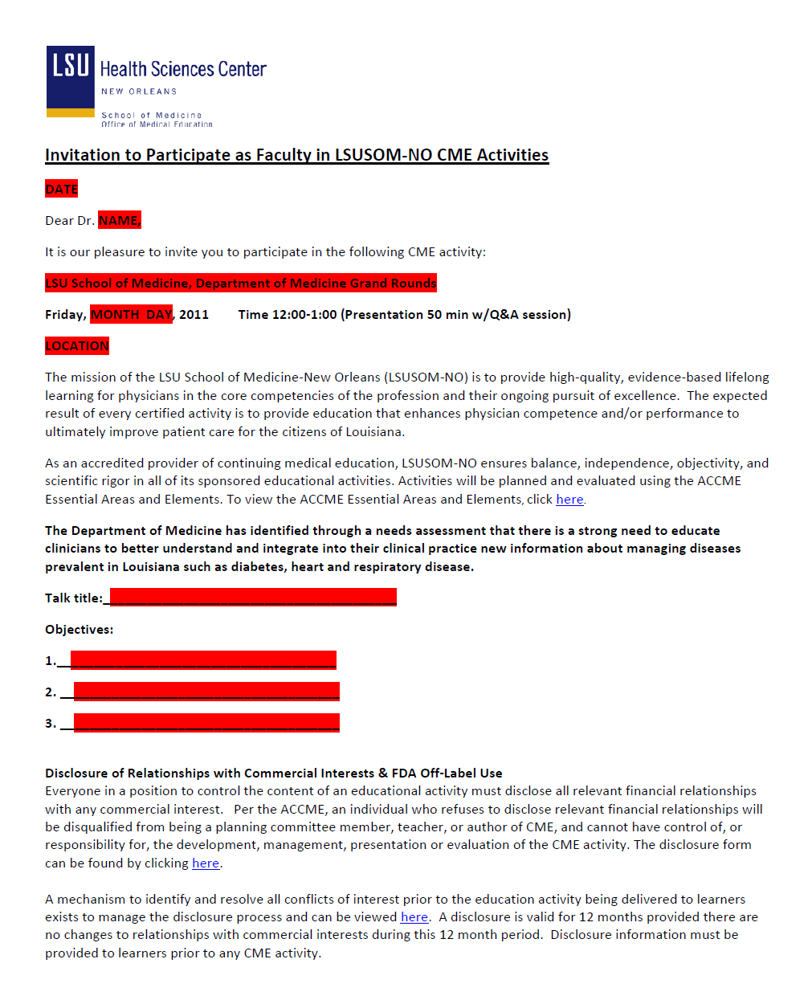 LSU Health Sciences Center
NEW ORLEANS
School of Medicine
Office of Medical Education
Invitation to Participate as Faculty in LSUSOM-NO CME Activities
DATE
Dear Dr. NAME,
It is our pleasure to invite you to participate in the following CME activity:
LSU School of Medicine, Department of Medicine Grand Rounds
Friday, MONTH DAY, 2011 Time 12:00-1:00 (Presentation 50 min w/Q&A session)
LOCATION
The mission of the LSU School of Medicine-New Orleans (LSUSOM-NO) is to provide high-quality, evidence-based lifelong
learning for physicians in the core competencies of the profession and their ongoing pursuit of excellence. The expected
result of every certified activity is to provide education that enhances physician competence and/or performance to
ultimately improve patient care for the citizens of Louisiana.
As an accredited provider of continuing medical education, LSUSOM-NO ensures balance, independence, objectivity, and
scientific rigor in all of its sponsored educational activities. Activities will be planned and evaluated using the ACCME
Essential Areas and Elements. To view the ACCME Essential Areas and Elements, click here.
The Department of Medicine has identified through a needs assessment that there is a strong need to educate
clinicians to better understand and integrate into their clinical practice new information about managing diseases
prevalent in Louisiana such as diabetes, heart and respiratory disease.
Talk title:_______________________________________
Objectives:
1.______________________________________
2. ______________________________________
3. ______________________________________
Disclosure of Relationships with Commercial Interests & FDA Off-Label Use
Everyone in a position to control the content of an educational activity must disclose all relevant financial relationships
with any commercial interest. Per the ACCME, an individual who refuses to disclose relevant financial relationships will
be disqualified from being a planning committee member, teacher, or author of CME, and cannot have control of, or
responsibility for, the development, management, presentation or evaluation of the CME activity. The disclosure form
can be found by clicking here.
A mechanism to identify and resolve all conflicts of interest prior to the education activity being delivered to learners
exists to manage the disclosure process and can be viewed here. A disclosure is valid for 12 months provided there are
no changes to relationships with commercial interests during this 12 month period. Disclosure information must be
provided to learners prior to any CME activity.